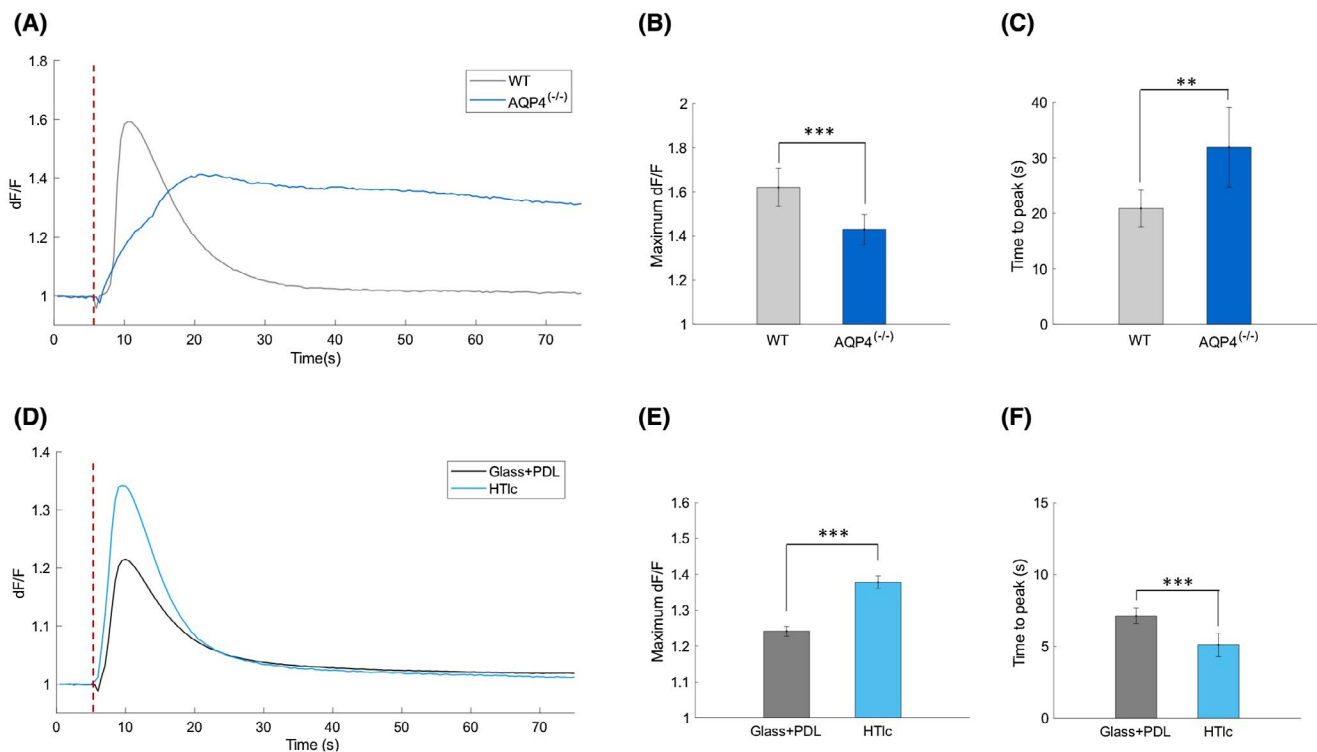 (A)
1.8
1.6
1.4
1.2
1
dF/F
0 10 20 30 40 50 60 70
Time(s)
WT
AQP4(-/-)
(B)
2
1.8
1.6
1.4
1.2
1
Maximum dF/F
***
WT AQP4(-/-)
(C)
40
30
20
10
0
Time to peak (s)
**
WT AQP4(-/-)
(D)
1.4
1.3
1.2
1.1
1
dF/F
0 10 20 30 40 50 60 70
Time (s)
Glass+PDL
HTlc
(E)
1.6
1.5
1.4
1.3
1.2
1.1
1
Maximum dF/F
***
Glass+PDL HTlc
(F)
15
10
5
0
Time to peak (s)
***
Glass+PDL HTlc